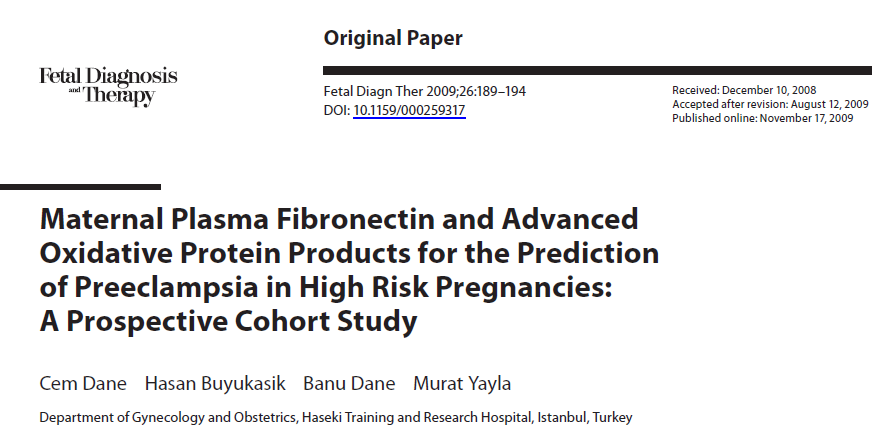 Original Paper
Fetal Diagnosis
and Therapy
Fetal Diagn Ther 2009;26:189–194
DOI: 10.1159/000259317
Received: December 10, 2008
Accepted after revision: August 12, 2009
Published online: November 17, 2009
Maternal Plasma Fibronectin and Advanced
Oxidative Protein Products for the Prediction
of Preeclampsia in High Risk Pregnancies:
A Prospective Cohort Study
Cem Dane Hasan Buyukasik Banu Dane Murat Yayla
Department of Gynecology and Obstetrics, Haseki Training and Research Hospital, Istanbul, Turkey